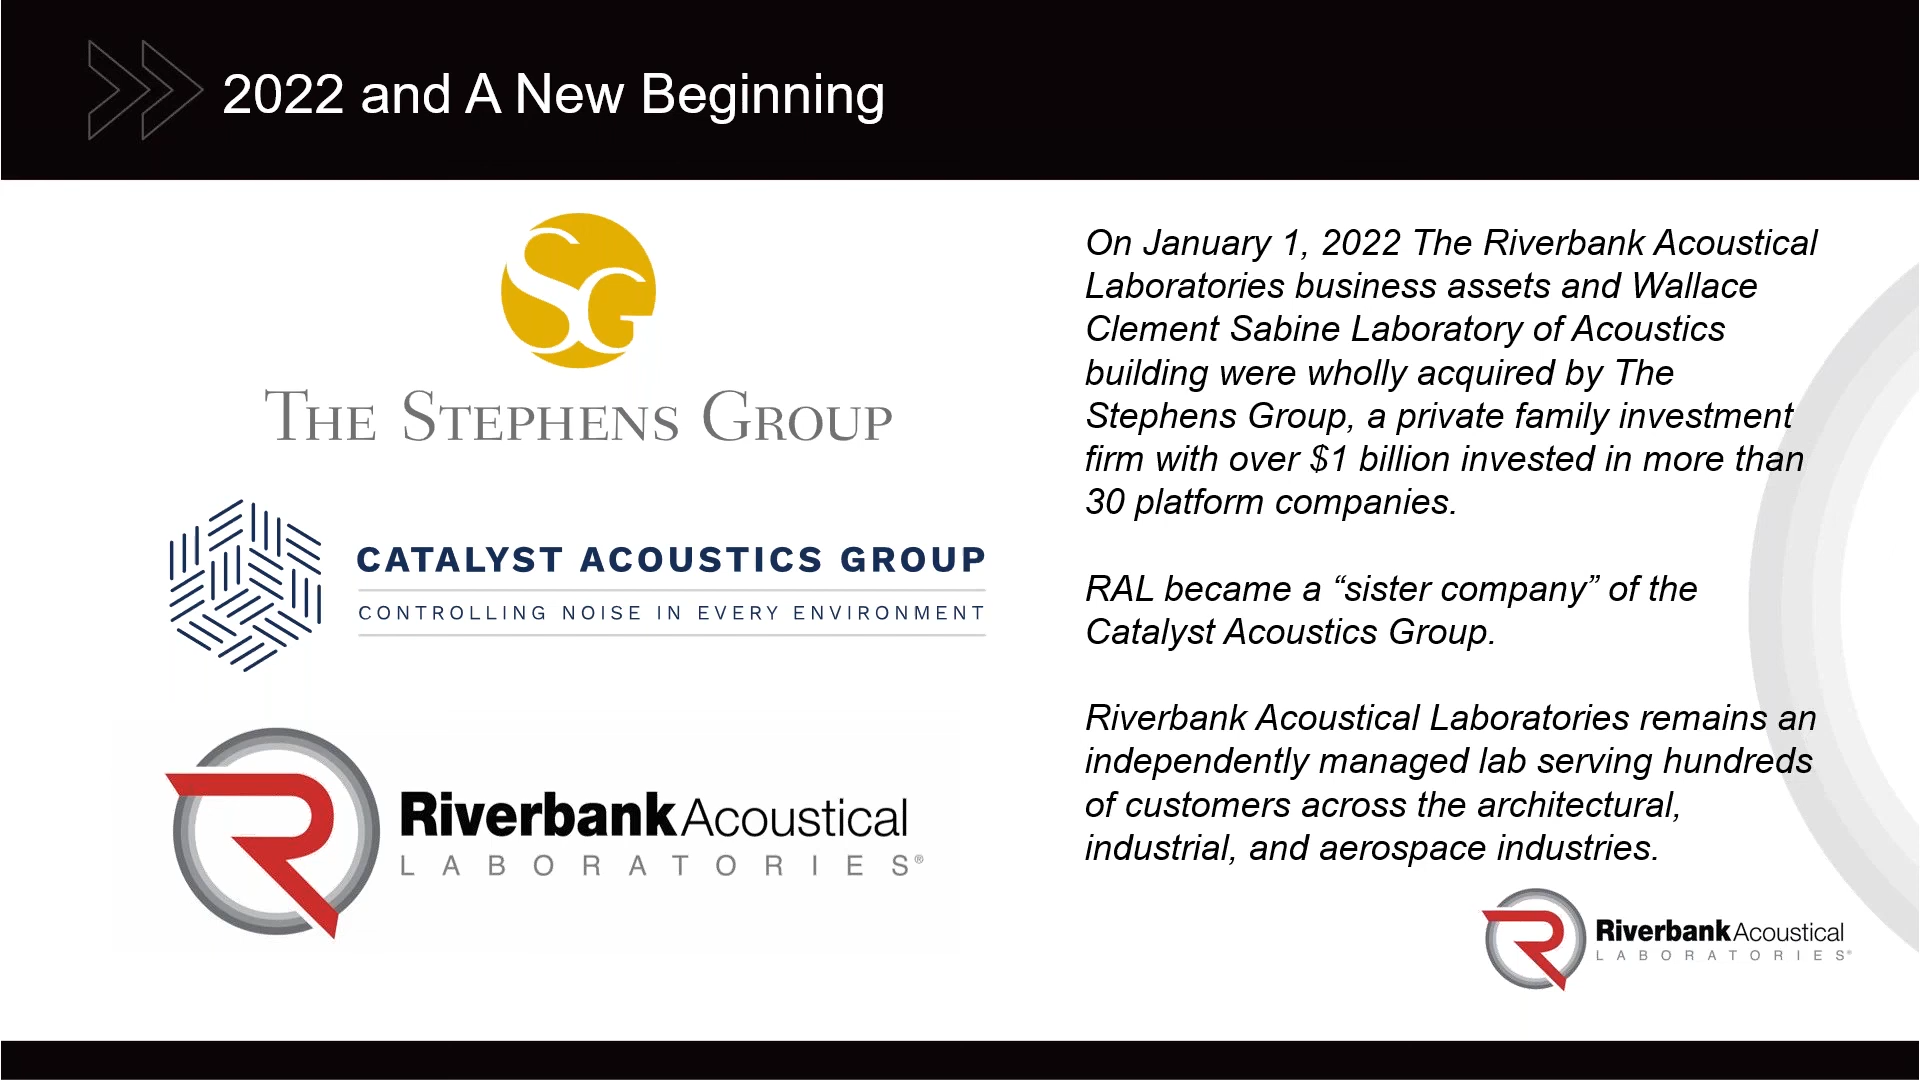 2022 and A New Beginning
SG
THE STEPHENS GROUP
CATALYST ACOUSTICS GROUP
CONTROLLING NOISE IN EVERY ENVIRONMENT
Riverbank Acoustical
LABORATORIES®
On January 1, 2022 The Riverbank Acoustical
Laboratories business assets and Wallace
Clement Sabine Laboratory of Acoustics
building were wholly acquired by The
Stephens Group, a private family investment
firm with over $1 billion invested in more than
30 platform companies.
RAL became a “sister company” of the
Catalyst Acoustics Group.
Riverbank Acoustical Laboratories remains an
independently managed lab serving hundreds
of customers across the architectural,
industrial, and aerospace industries.
Riverbank Acoustical
LABORATORIES®